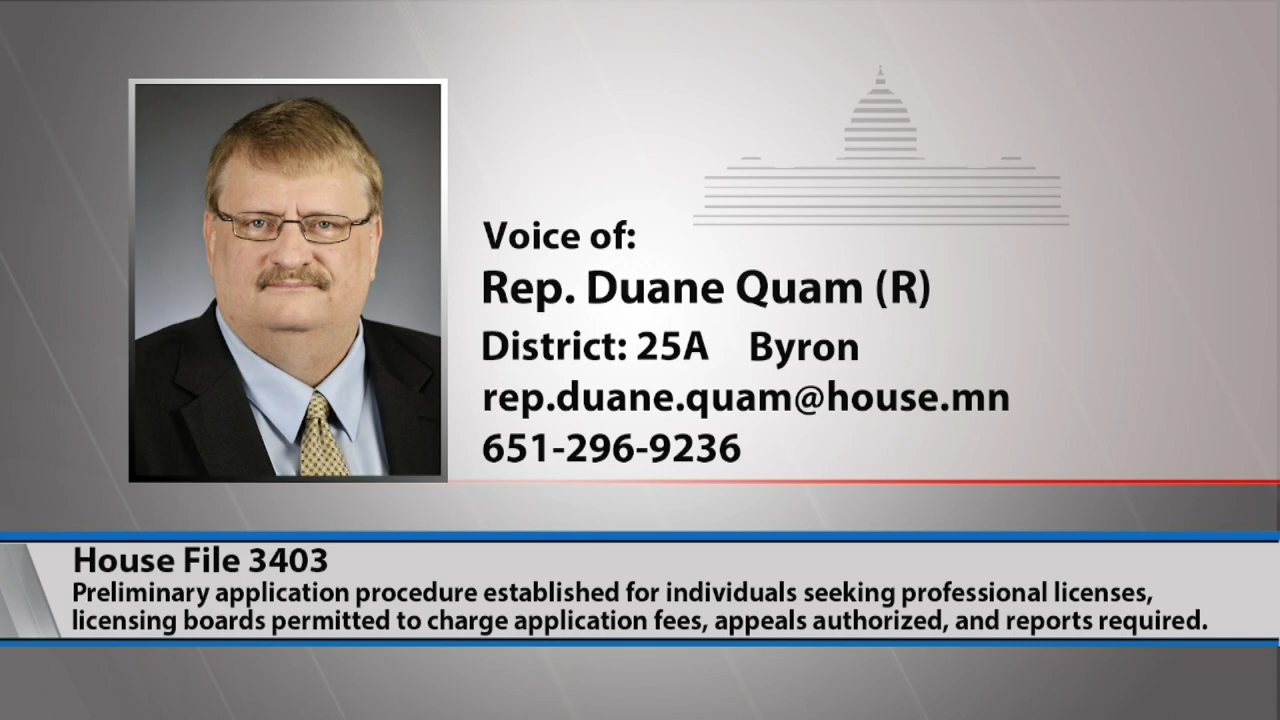 Voice of:
Rep. Duane Quam (R)
District: 25A Byron
rep.duane.quam@house.mn
651-296-9236
House File 3403
Preliminary application procedure established for individuals seeking professional licenses,
licensing boards permitted to charge application fees, appeals authorized, and reports required.